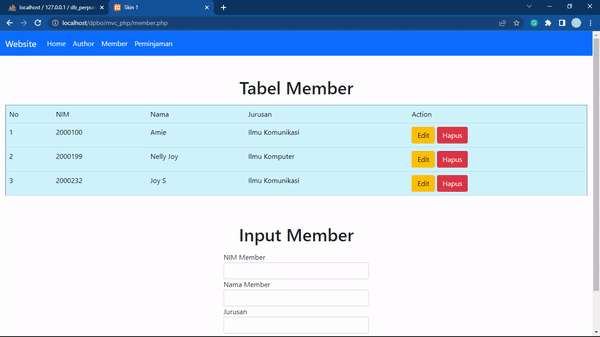 localhost / 127.0.0.1 / db_perpus
Skin 1
localhost/dpbo/mvc_php/member.php
Website Home Author Member Peminjaman
Tabel Member
No NIM Nama Jurusan Action
1 2000100 Amie Ilmu Komunikasi Edit Hapus
2 2000199 Nelly Joy Ilmu Komputer Edit Hapus
3 2000232 Joy S Ilmu Komunikasi Edit Hapus
Input Member
NIM Member
Nama Member
Jurusan